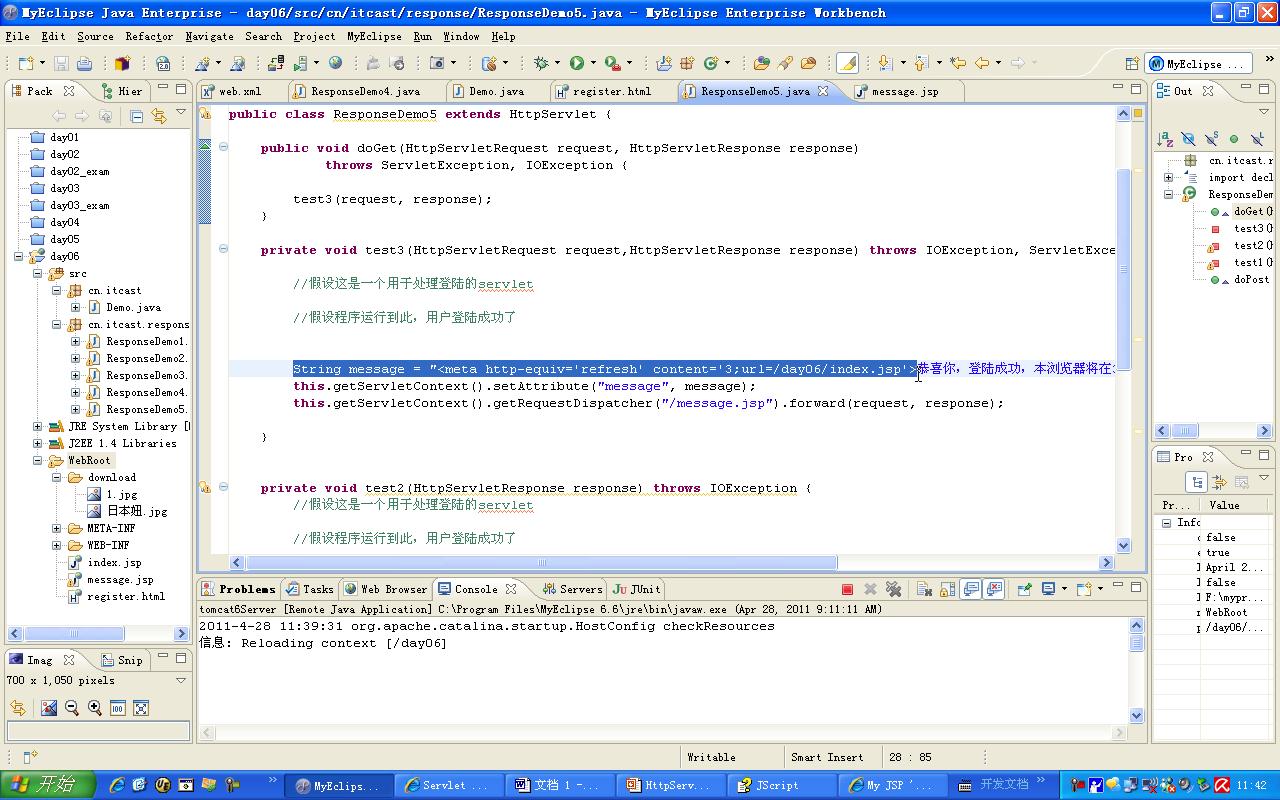 MyEclipse Java Enterprise - day06/src/cn/itcast/response/ResponseDemo5.java - MyEclipse Enterprise Workbench
File Edit Source Refactor Navigate Search Project MyEclipse Run Window Help
MyEclipse ...
Pack Hier
day01
day02
day02_exam
day03
day03_exam
day04
day05
day06
src
cn.itcast
Demo.java
cn.itcast.respons
ResponseDemo1.
ResponseDemo2.
ResponseDemo3.
ResponseDemo4.
ResponseDemo5.
JRE System Library [
J2EE 1.4 Libraries
WebRoot
download
1.jpg
日本妞.jpg
META-INF
WEB-INF
index.jsp
message.jsp
register.html
Imag Snip
700 x 1,050 pixels
web.xml ResponseDemo4.java Demo.java register.html ResponseDemo5.java message.jsp
public class ResponseDemo5 extends HttpServlet {
public void doGet(HttpServletRequest request, HttpServletResponse response)
throws ServletException, IOException {
test3(request, response);
}
private void test3(HttpServletRequest request,HttpServletResponse response) throws IOException, ServletExce
//假设这是一个用于处理登陆的servlet
//假设程序运行到此，用户登陆成功了
String message = "<meta http-equiv='refresh' content='3;url=/day06/index.jsp'>恭喜你，登陆成功，本浏览器将在
this.getServletContext().setAttribute("message", message);
this.getServletContext().getRequestDispatcher("/message.jsp").forward(request, response);
}
private void test2(HttpServletResponse response) throws IOException {
//假设这是一个用于处理登陆的servlet
//假设程序运行到此，用户登陆成功了
Out
cn.itcast.r
import decl
ResponseDem
doGet(
test3(
test2(
test1(
doPost
Pro
Pr... Value
Info
false
true
April 2...
false
F:\mypr...
WebRoot
/day06/...
Problems Tasks Web Browser Console Servers JUnit
tomcat6Server [Remote Java Application] C:\Program Files\MyEclipse 6.6\jre\bin\javaw.exe (Apr 28, 2011 9:11:11 AM)
2011-4-28 11:39:31 org.apache.catalina.startup.HostConfig checkResources
信息: Reloading context [/day06]
Writable Smart Insert 28 : 85
开始 MyEclips... Servlet ... 文档 1 -... HttpServ... JScript My JSP '... 开发文档 11:42